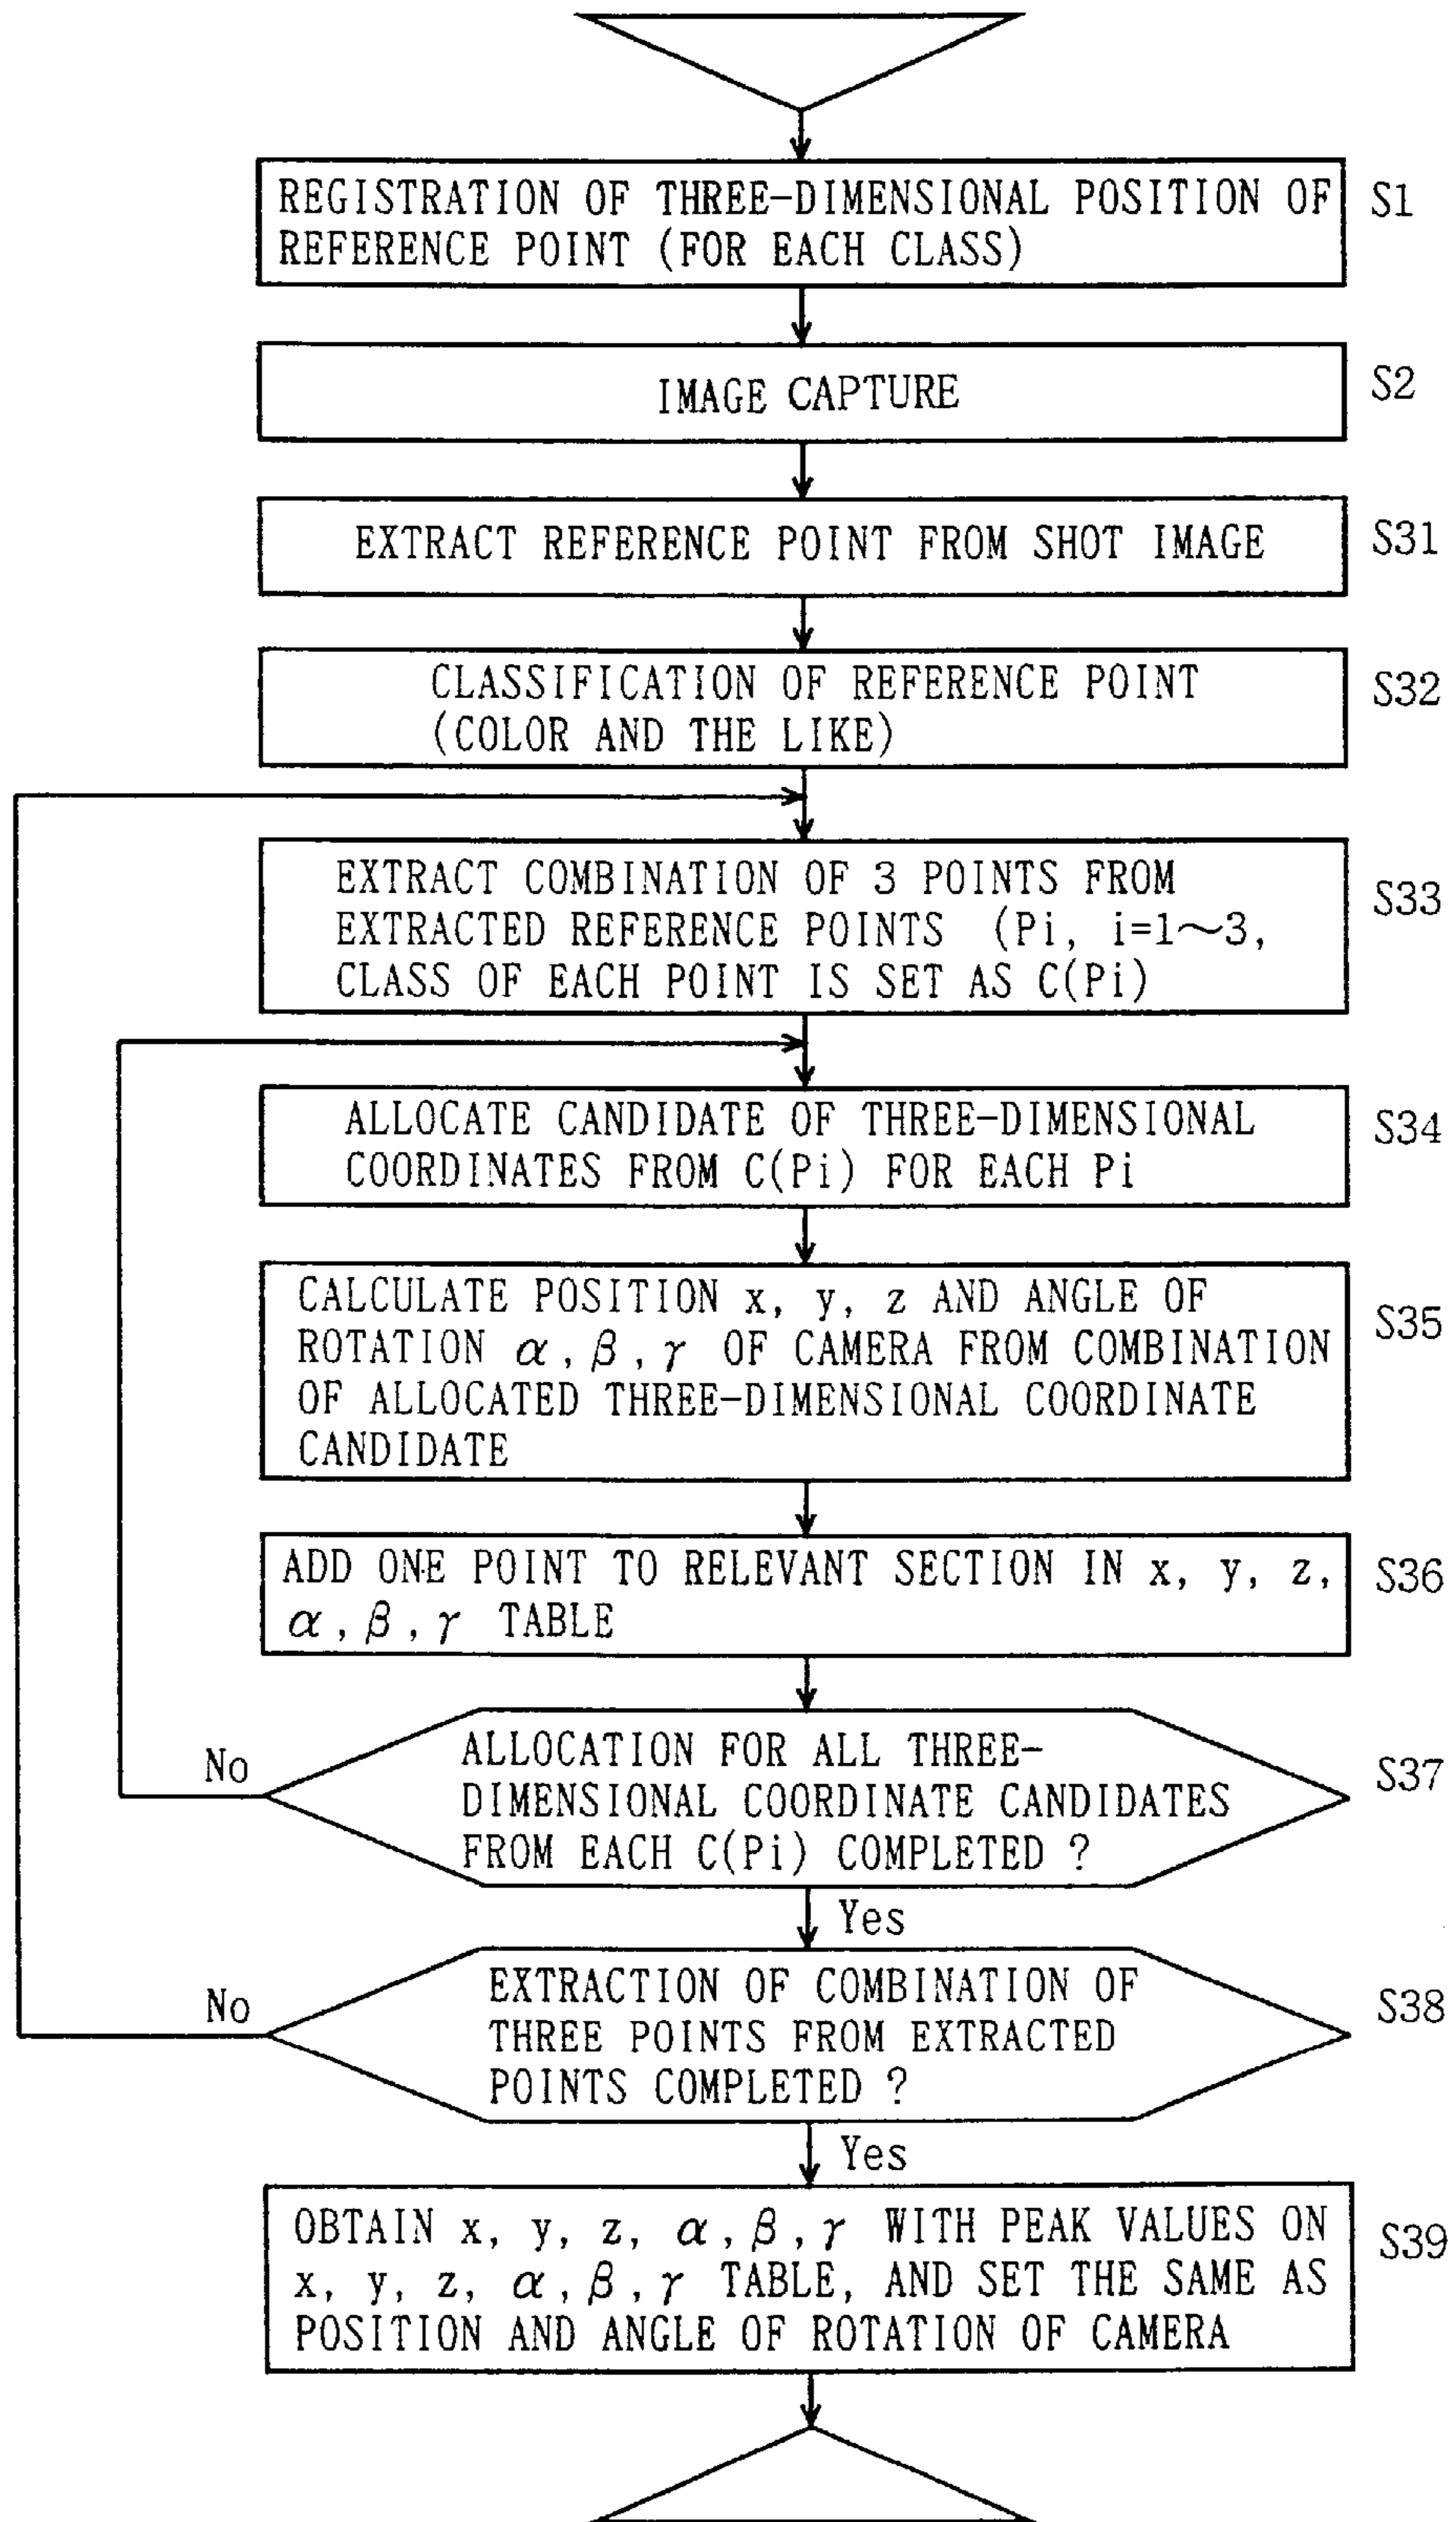 REGISTRATION OF THREE-DIMENSIONAL POSITION OF
REFERENCE POINT (FOR EACH CLASS)
S1
IMAGE CAPTURE
S2
EXTRACT REFERENCE POINT FROM SHOT IMAGE
S31
CLASSIFICATION OF REFERENCE POINT
(COLOR AND THE LIKE)
S32
EXTRACT COMBINATION OF 3 POINTS FROM
EXTRACTED REFERENCE POINTS (Pi, i=1～3,
CLASS OF EACH POINT IS SET AS C(Pi)
S33
ALLOCATE CANDIDATE OF THREE-DIMENSIONAL
COORDINATES FROM C(Pi) FOR EACH Pi
S34
CALCULATE POSITION x, y, z AND ANGLE OF
ROTATION α, β, γ OF CAMERA FROM COMBINATION
OF ALLOCATED THREE-DIMENSIONAL COORDINATE
CANDIDATE
S35
ADD ONE POINT TO RELEVANT SECTION IN x, y, z,
α, β, γ TABLE
S36
ALLOCATION FOR ALL THREE-
DIMENSIONAL COORDINATE CANDIDATES
FROM EACH C(Pi) COMPLETED ?
S37
No
Yes
EXTRACTION OF COMBINATION OF
THREE POINTS FROM EXTRACTED
POINTS COMPLETED ?
S38
No
Yes
OBTAIN x, y, z, α, β, γ WITH PEAK VALUES ON
x, y, z, α, β, γ TABLE, AND SET THE SAME AS
POSITION AND ANGLE OF ROTATION OF CAMERA
S39